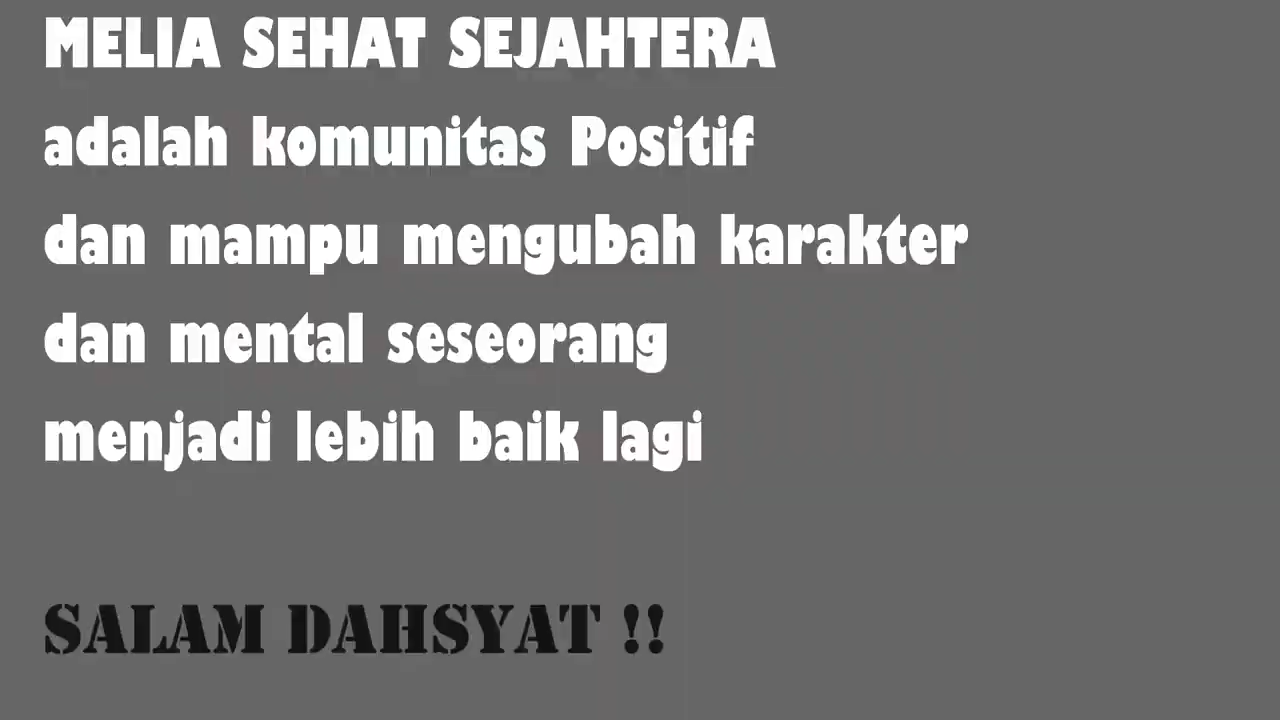 MELIA SEHAT SEJAHTERA
adalah komunitas Positif
dan mampu mengubah karakter
dan mental seseorang
menjadi lebih baik lagi
SALAM DAHSYAT !!